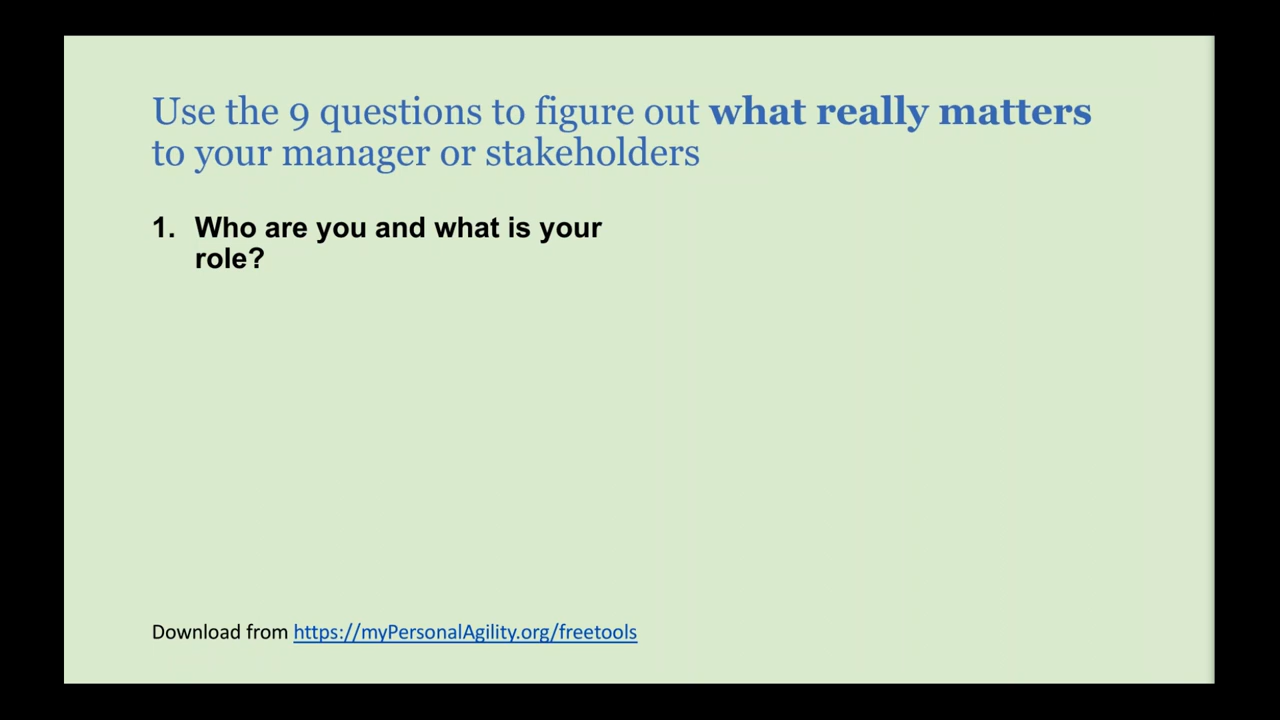 Use the 9 questions to figure out what really matters
to your manager or stakeholders
1. Who are you and what is your
role?
Download from https://myPersonalAgility.org/freetools